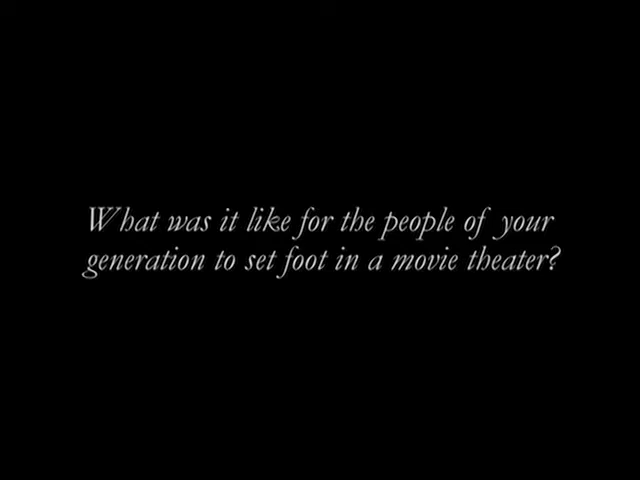 What was it like for the people of your
generation to set foot in a movie theater?